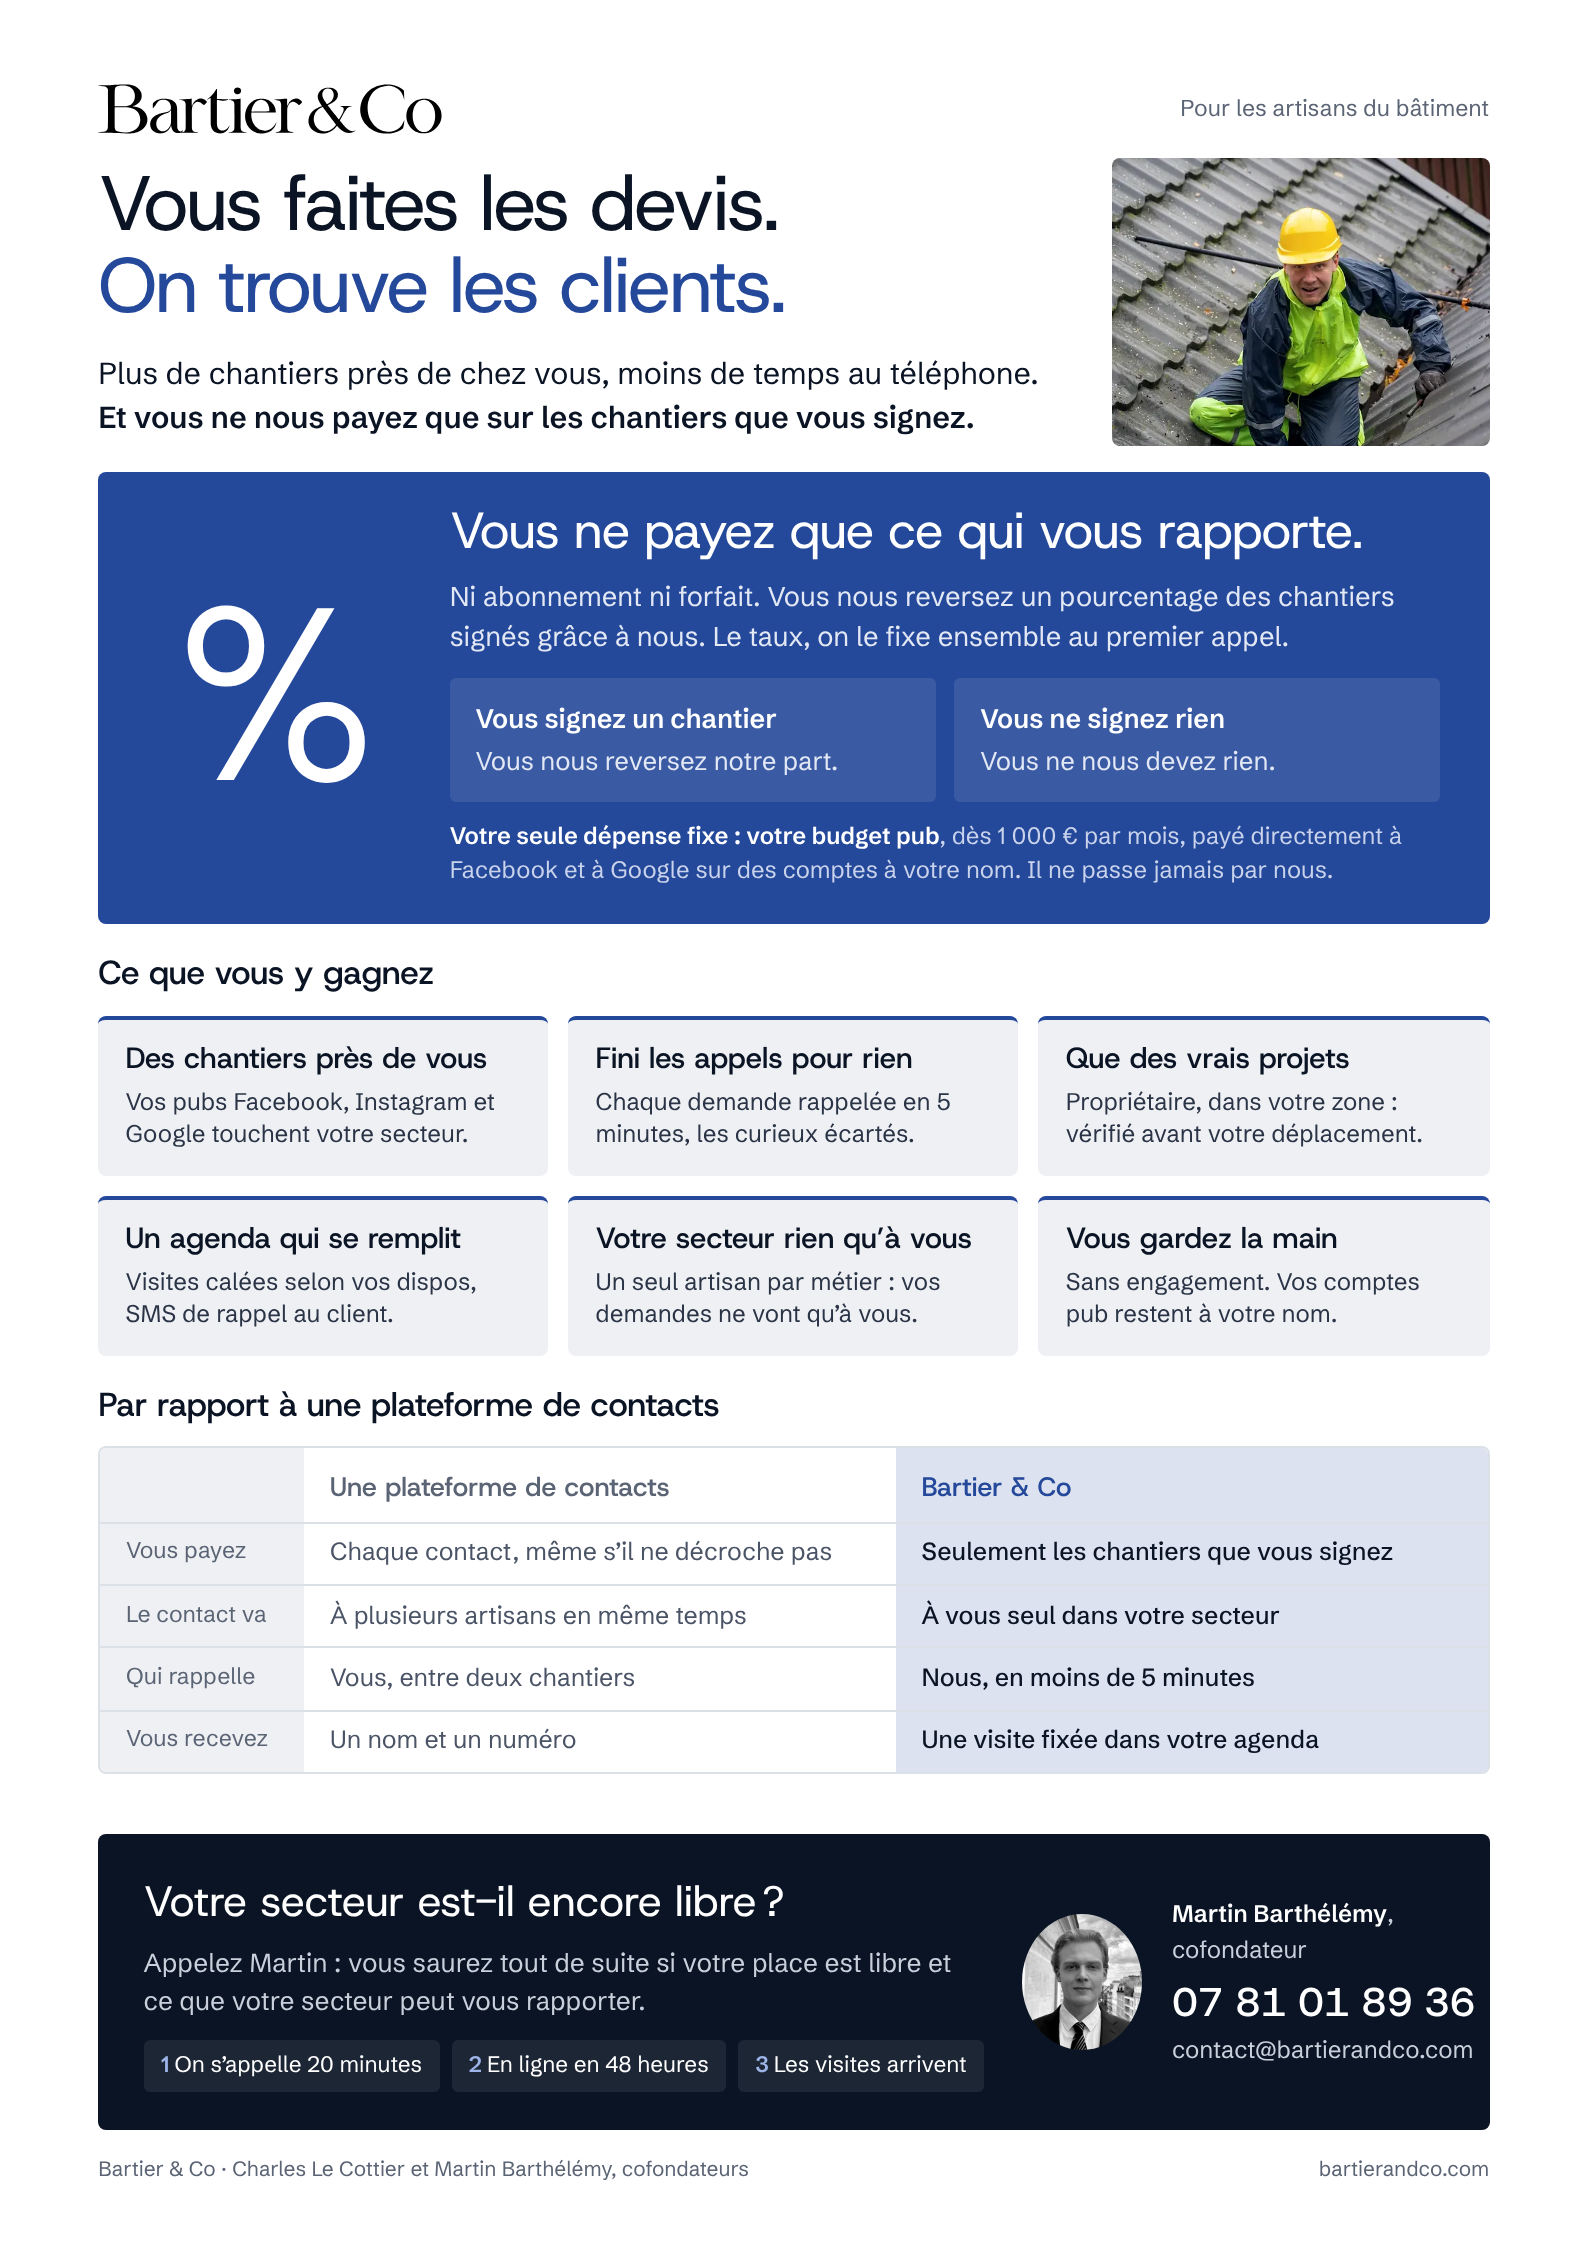 Bartier & Co
Pour les artisans du bâtiment
Vous faites les devis.
On trouve les clients.
Plus de chantiers près de chez vous, moins de temps au téléphone.
Et vous ne nous payez que sur les chantiers que vous signez.
%
Vous ne payez que ce qui vous rapporte.
Ni abonnement ni forfait. Vous nous reversez un pourcentage des chantiers
signés grâce à nous. Le taux, on le fixe ensemble au premier appel.
Vous signez un chantier
Vous nous reversez notre part.
Vous ne signez rien
Vous ne nous devez rien.
Votre seule dépense fixe : votre budget pub, dès 1 000 € par mois, payé directement à
Facebook et à Google sur des comptes à votre nom. Il ne passe jamais par nous.
Ce que vous y gagnez
Des chantiers près de vous
Vos pubs Facebook, Instagram et
Google touchent votre secteur.
Fini les appels pour rien
Chaque demande rappelée en 5
minutes, les curieux écartés.
Que des vrais projets
Propriétaire, dans votre zone :
vérifié avant votre déplacement.
Un agenda qui se remplit
Visites calées selon vos dispos,
SMS de rappel au client.
Votre secteur rien qu’à vous
Un seul artisan par métier : vos
demandes ne vont qu’à vous.
Vous gardez la main
Sans engagement. Vos comptes
pub restent à votre nom.
Par rapport à une plateforme de contacts
Une plateforme de contacts
Bartier & Co
Vous payez
Chaque contact, même s’il ne décroche pas
Seulement les chantiers que vous signez
Le contact va
À plusieurs artisans en même temps
À vous seul dans votre secteur
Qui rappelle
Vous, entre deux chantiers
Nous, en moins de 5 minutes
Vous recevez
Un nom et un numéro
Une visite fixée dans votre agenda
Votre secteur est-il encore libre ?
Appelez Martin : vous saurez tout de suite si votre place est libre et
ce que votre secteur peut vous rapporter.
1 On s’appelle 20 minutes
2 En ligne en 48 heures
3 Les visites arrivent
Martin Barthélémy,
cofondateur
07 81 01 89 36
contact@bartierandco.com
Bartier & Co · Charles Le Cottier et Martin Barthélémy, cofondateurs
bartierandco.com